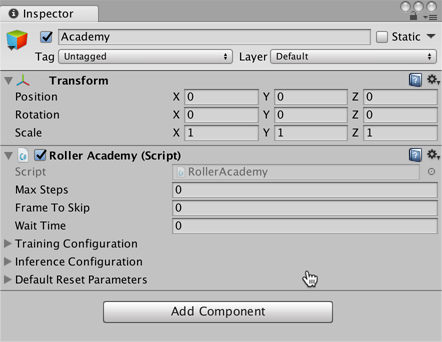 Inspector
Academy
Static
Tag Untagged Layer Default
Transform
Position X 0 Y 0 Z 0
Rotation X 0 Y 0 Z 0
Scale X 1 Y 1 Z 1
Roller Academy (Script)
Script RollerAcademy
Max Steps 0
Frame To Skip 0
Wait Time 0
Training Configuration
Inference Configuration
Default Reset Parameters
Add Component